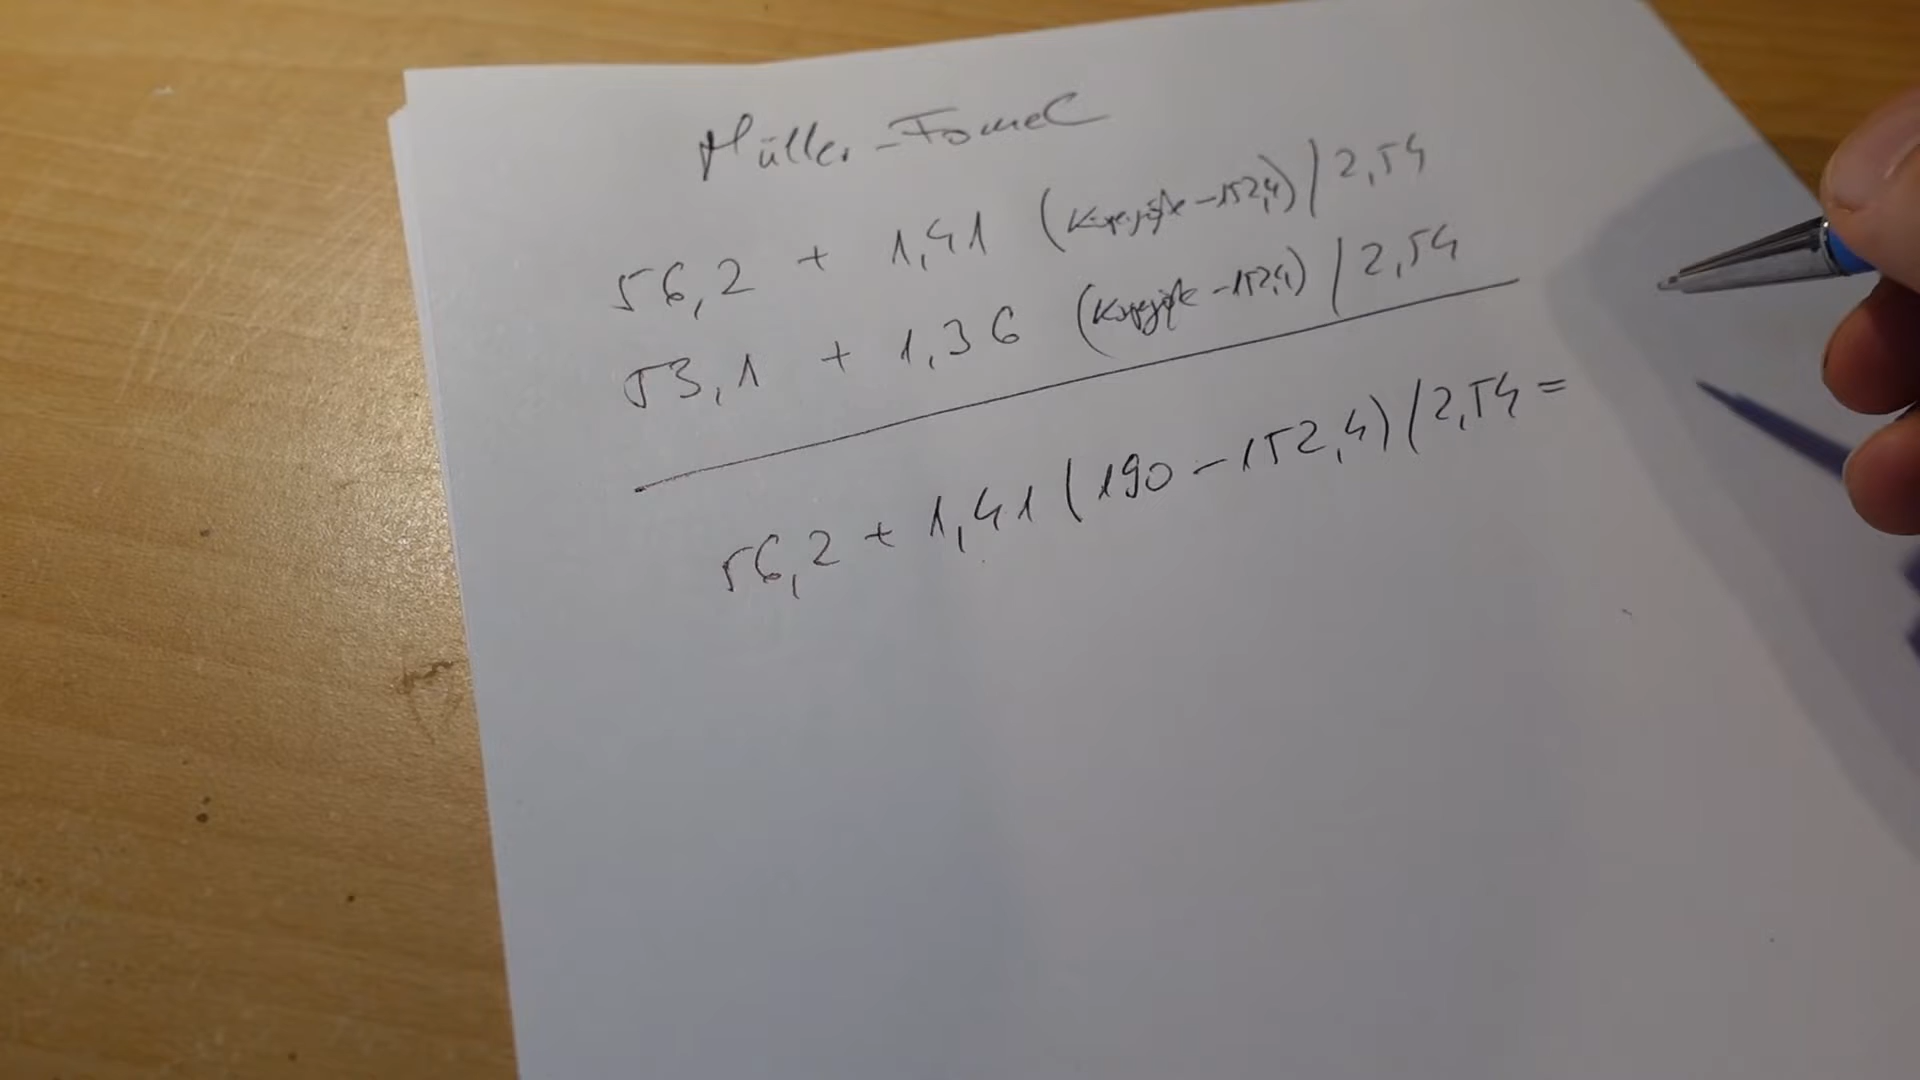 Müller-Formel
56,2 + 1,41 (Körpergröße - 152,4) / 2,54
53,1 + 1,36 (Körpergröße - 152,4) / 2,54
56,2 + 1,41 (190 - 152,4) / 2,54 =